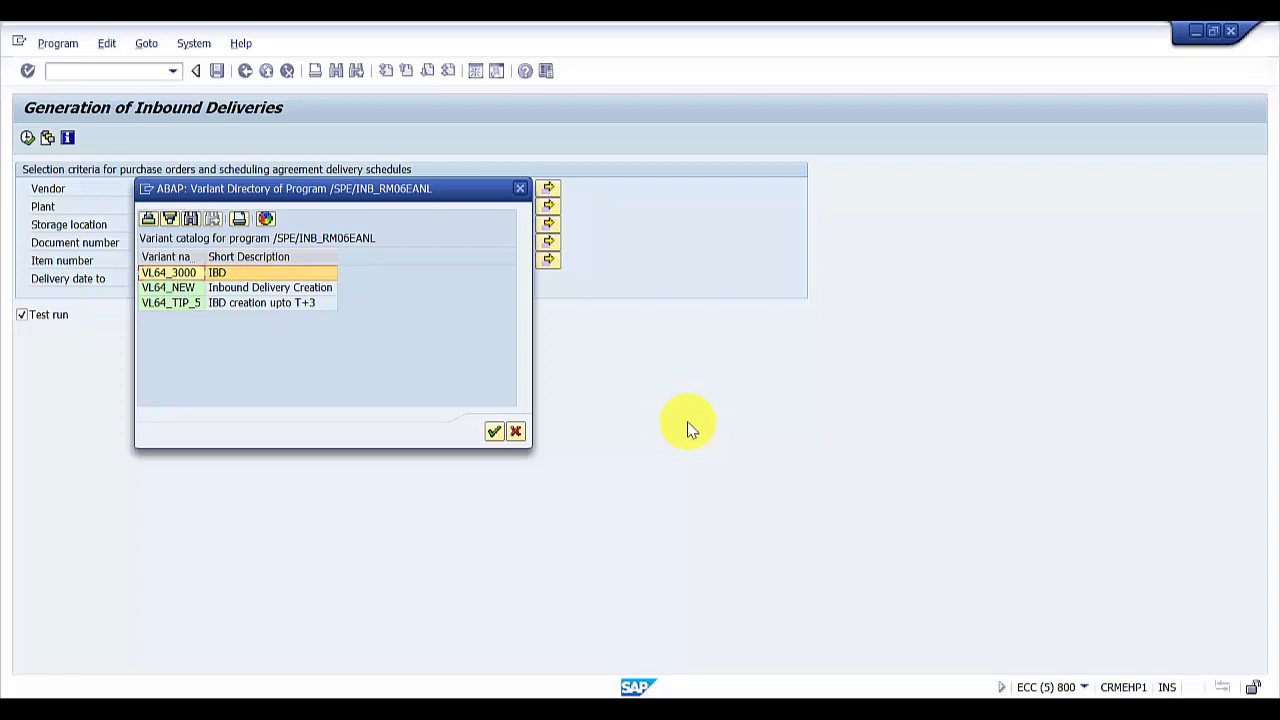 Program Edit Goto System Help
Generation of Inbound Deliveries
Selection criteria for purchase orders and scheduling agreement delivery schedules
Vendor
Plant
Storage location
Document number
Item number
Delivery date to
Test run
ABAP: Variant Directory of Program /SPE/INB_RM06EANL
Variant catalog for program /SPE/INB_RM06EANL
Variant na.. Short Description
VL64_3000 IBD
VL64_NEW Inbound Delivery Creation
VL64_TIP_5 IBD creation upto T+3
SAP ECC (5) 800 CRMEHP1 INS